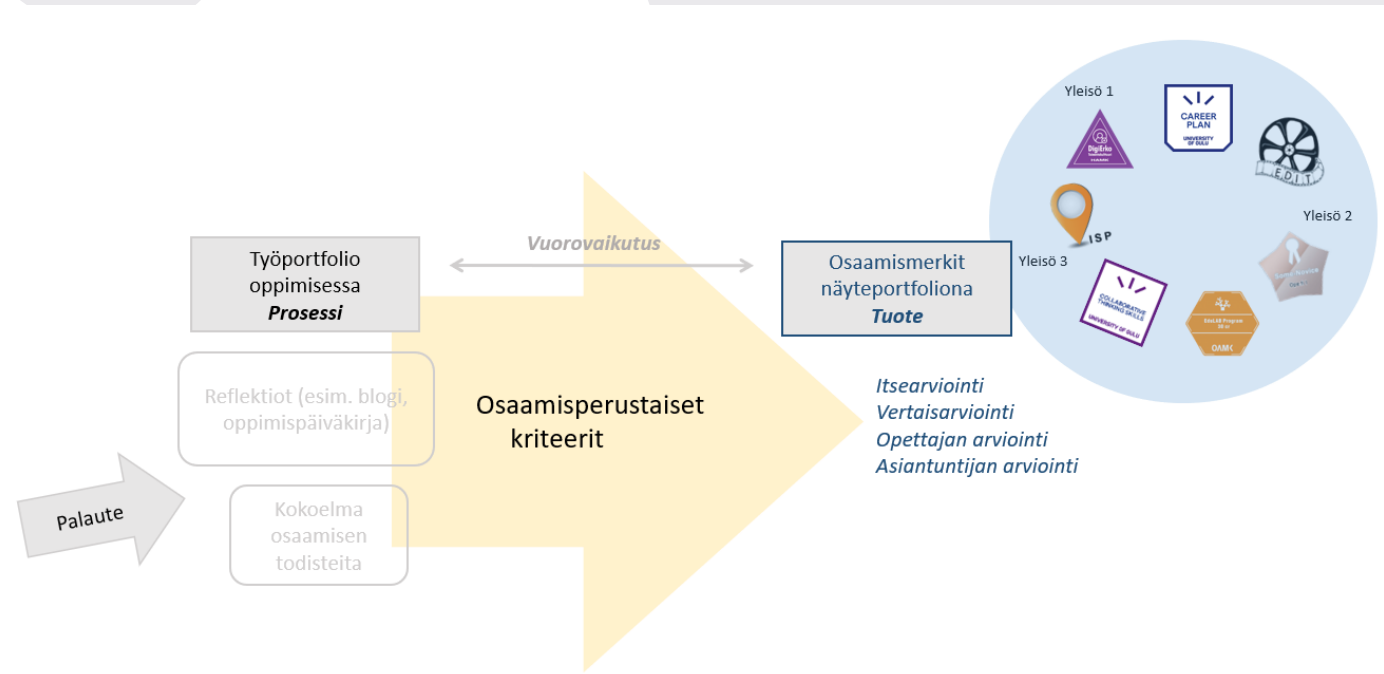 Yleisö 1
CAREER
PLAN
UNIVERSITY
OF OULU
DigiErko
E.D.I.T
Yleisö 2
ISP
Yleisö 3
COLLABORATIVE
THINKING SKILLS
UNIVERSITY OF OULU
EduLAB Program
OAMK
Vuorovaikutus
Työportfolio
oppimisessa
Prosessi
Osaamismerkit
näyteportfoliona
Tuote
Reflektiot (esim. blogi,
oppimispäiväkirja)
Osaamisperustaiset
kriteerit
Itsearviointi
Vertaisarviointi
Opettajan arviointi
Asiantuntijan arviointi
Palaute
Kokoelma
osaamisen
todisteita